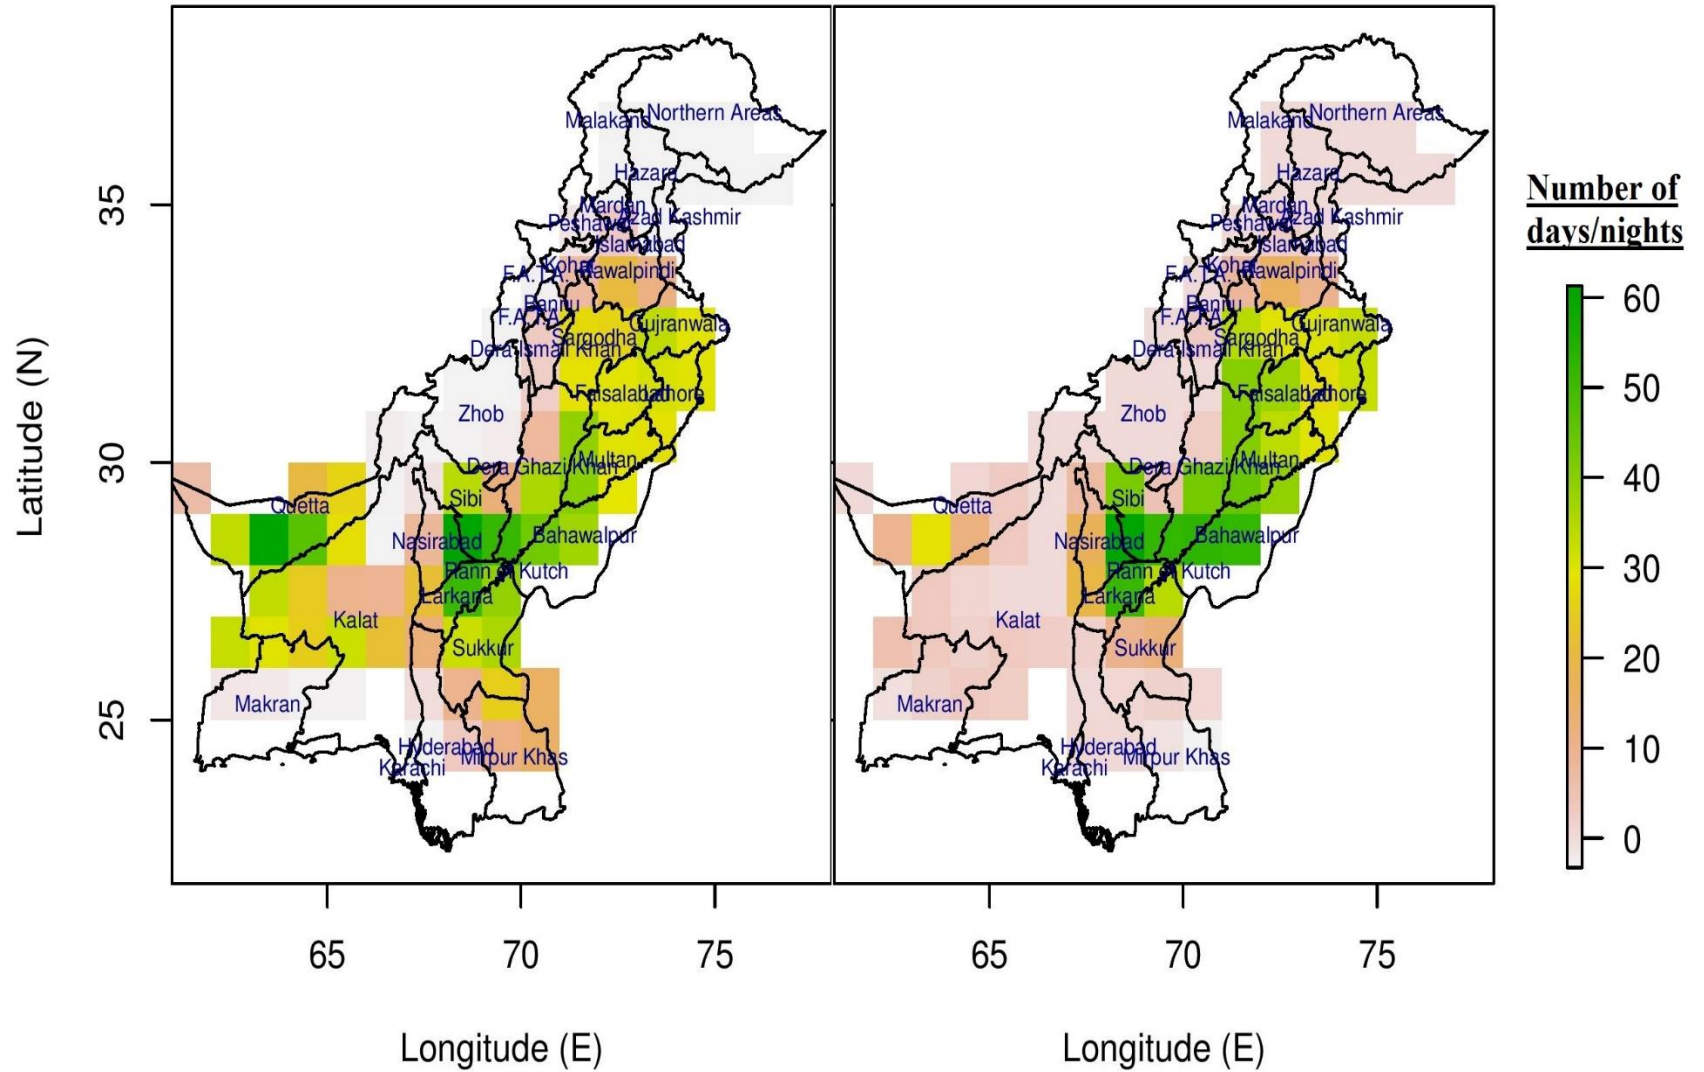 Northern Areas
Malakand
Hazara
Mardan
Peshawar
Azad Kashmir
Islamabad
Kohat
F.A.T.A.
Rawalpindi
Bannu
F.A.T.A.
Gujranwala
Sargodha
Dera Ismail Khan
Faisalabad
Lahore
Zhob
Multan
Dera Ghazi Khan
Sibi
Quetta
Nasirabad
Bahawalpur
Rann of Kutch
Larkana
Kalat
Sukkur
Makran
Hyderabad
Mirpur Khas
Karachi
35
30
25
Latitude (N)
65
70
75
Longitude (E)
Northern Areas
Malakand
Hazara
Mardan
Peshawar
Azad Kashmir
Islamabad
Kohat
F.A.T.A.
Rawalpindi
Bannu
F.A.T.A.
Gujranwala
Sargodha
Dera Ismail Khan
Faisalabad
Lahore
Zhob
Multan
Dera Ghazi Khan
Sibi
Quetta
Nasirabad
Bahawalpur
Rann of Kutch
Larkana
Kalat
Sukkur
Makran
Hyderabad
Mirpur Khas
Karachi
65
70
75
Longitude (E)
Number of
days/nights
60
50
40
30
20
10
0